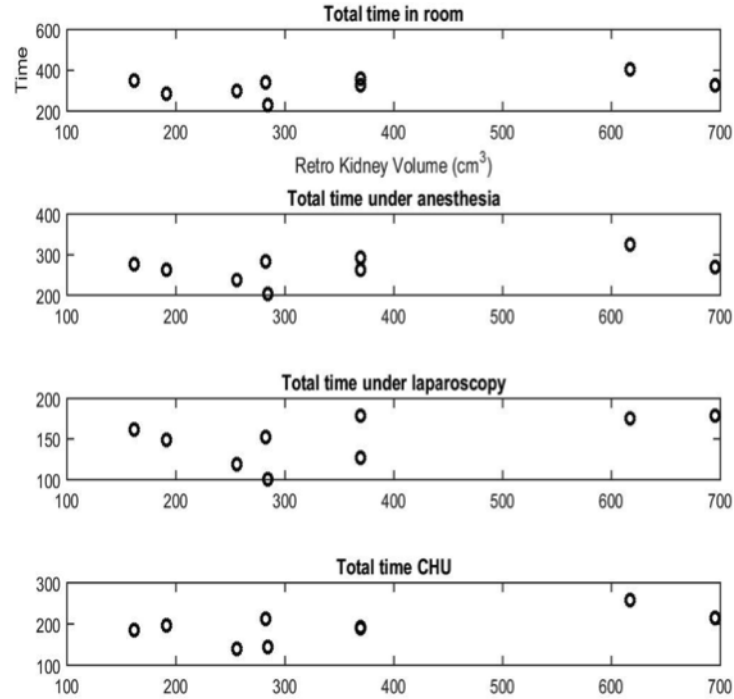 Total time in room
600
400
200
Time
100 200 300 400 500 600 700
Retro Kidney Volume (cm³)
Total time under anesthesia
400
300
200
100 200 300 400 500 600 700
Total time under laparoscopy
200
150
100
100 200 300 400 500 600 700
Total time CHU
300
200
100
100 200 300 400 500 600 700